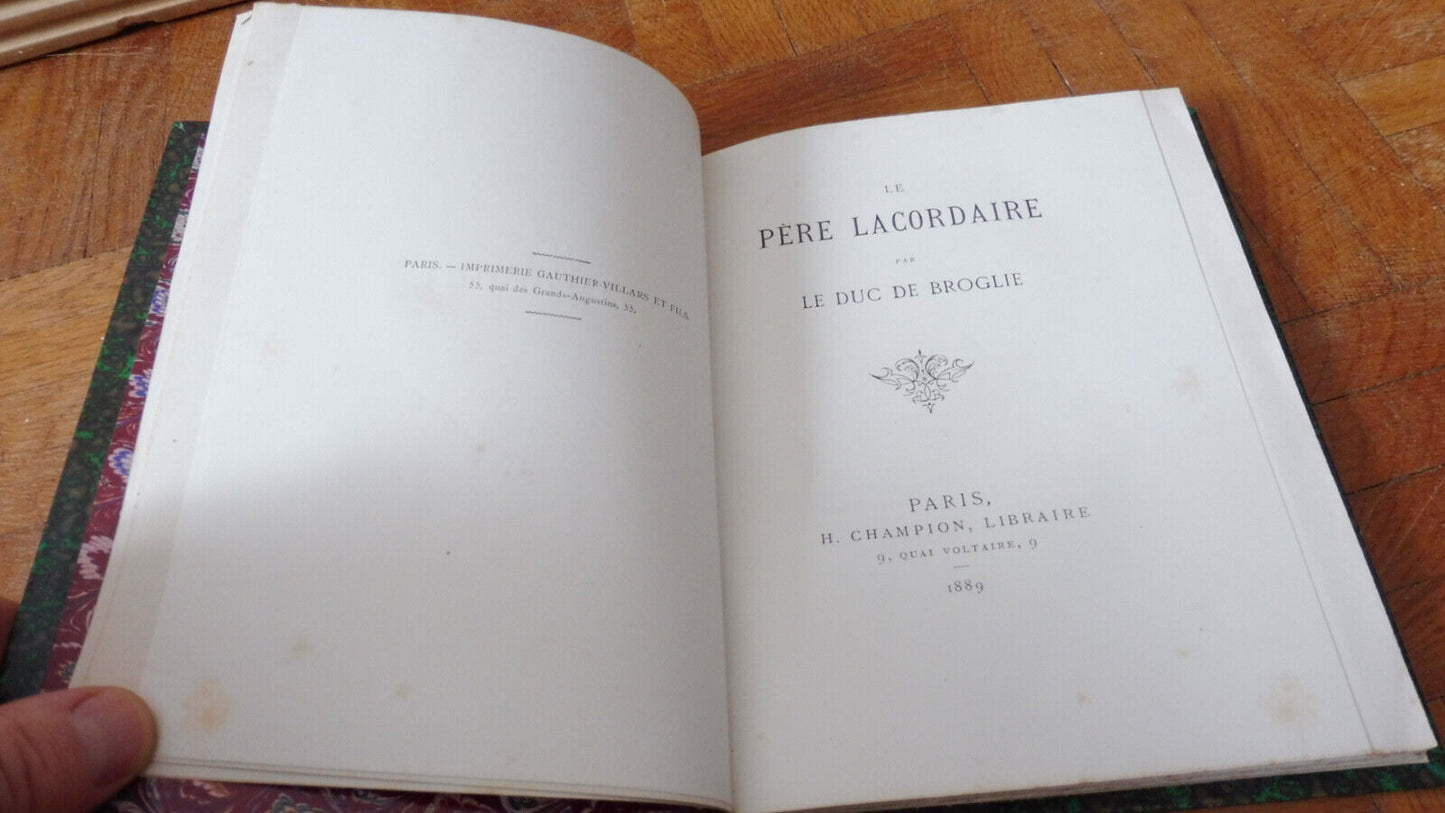 PARIS. — IMPRIMERIE GAUTHIER-VILLARS ET FILS,
55, quai des Grands-Augustins, 55.
LE
PÈRE LACORDAIRE
PAR
LE DUC DE BROGLIE
PARIS,
H. CHAMPION, LIBRAIRE
9, QUAI VOLTAIRE, 9
1889